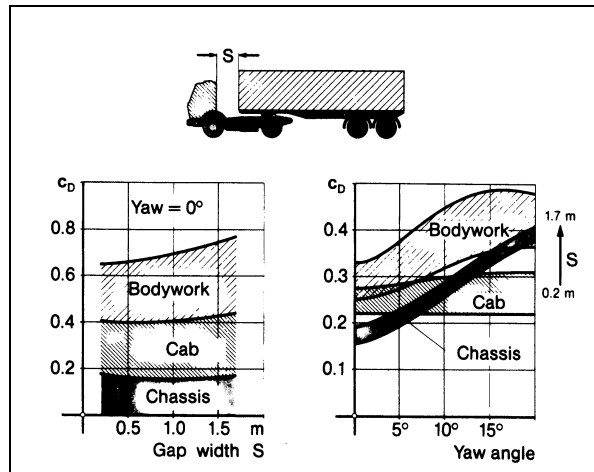 S
cD
Yaw = 0°
0.8
0.6
0.4
0.2
Bodywork
Cab
Chassis
0.5 1.0 1.5 m
Gap width S
cD
0.4
0.3
0.2
0.1
Bodywork
Cab
Chassis
1.7 m
S
0.2 m
5° 10° 15°
Yaw angle